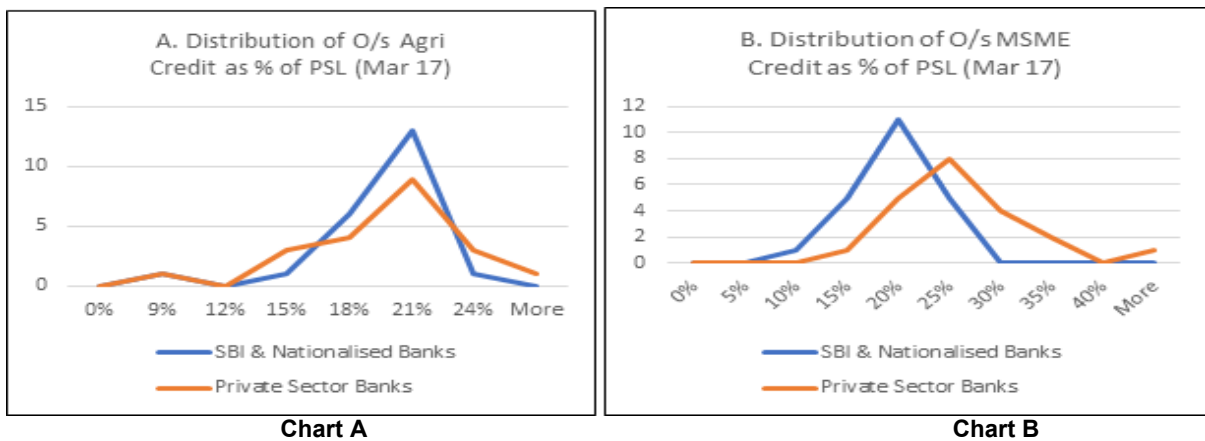 A. Distribution of O/s Agri
Credit as % of PSL (Mar 17)
15
10
5
0
0% 9% 12% 15% 18% 21% 24% More
SBI & Nationalised Banks
Private Sector Banks
Chart A
B. Distribution of O/s MSME
Credit as % of PSL (Mar 17)
12
10
8
6
4
2
0
0% 5% 10% 15% 20% 25% 30% 35% 40% More
SBI & Nationalised Banks
Private Sector Banks
Chart B